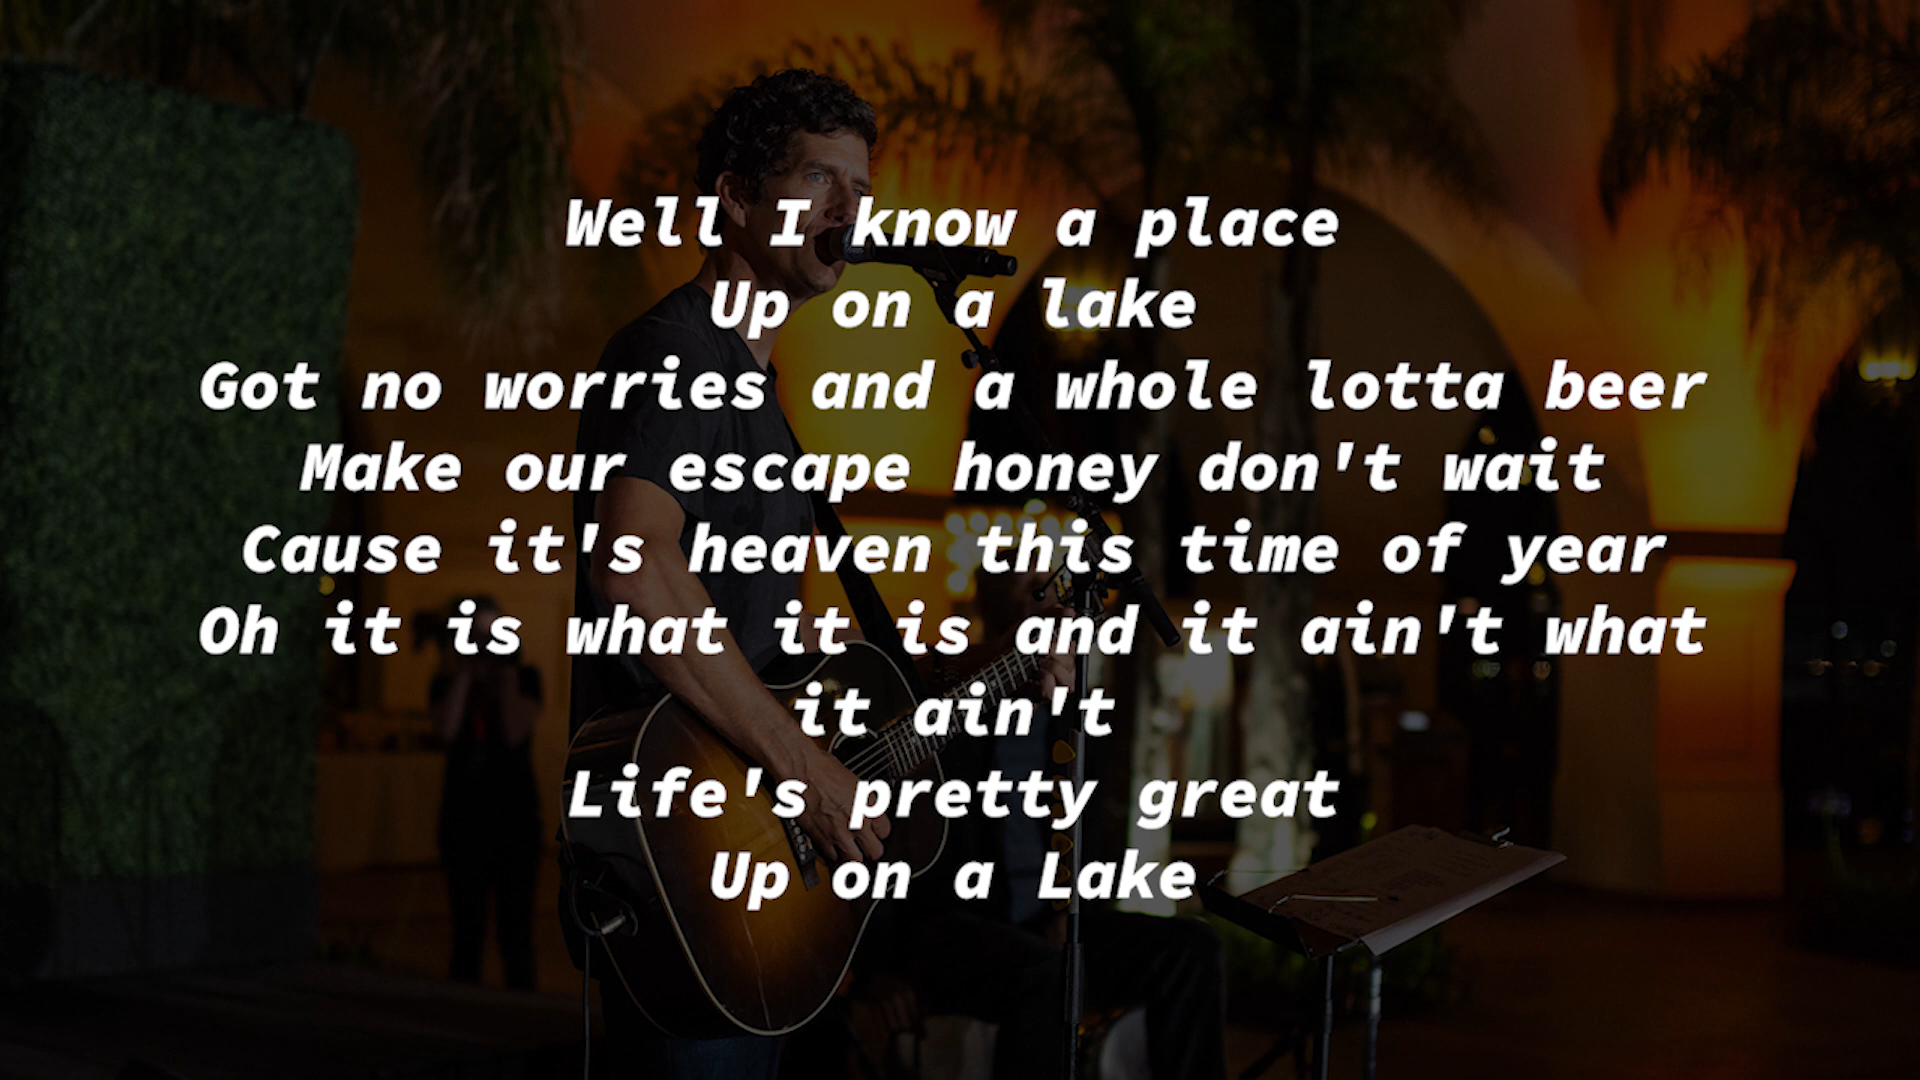 Well I know a place
Up on a lake
Got no worries and a whole lotta beer
Make our escape honey don't wait
Cause it's heaven this time of year
Oh it is what it is and it ain't what
it ain't
Life's pretty great
Up on a Lake